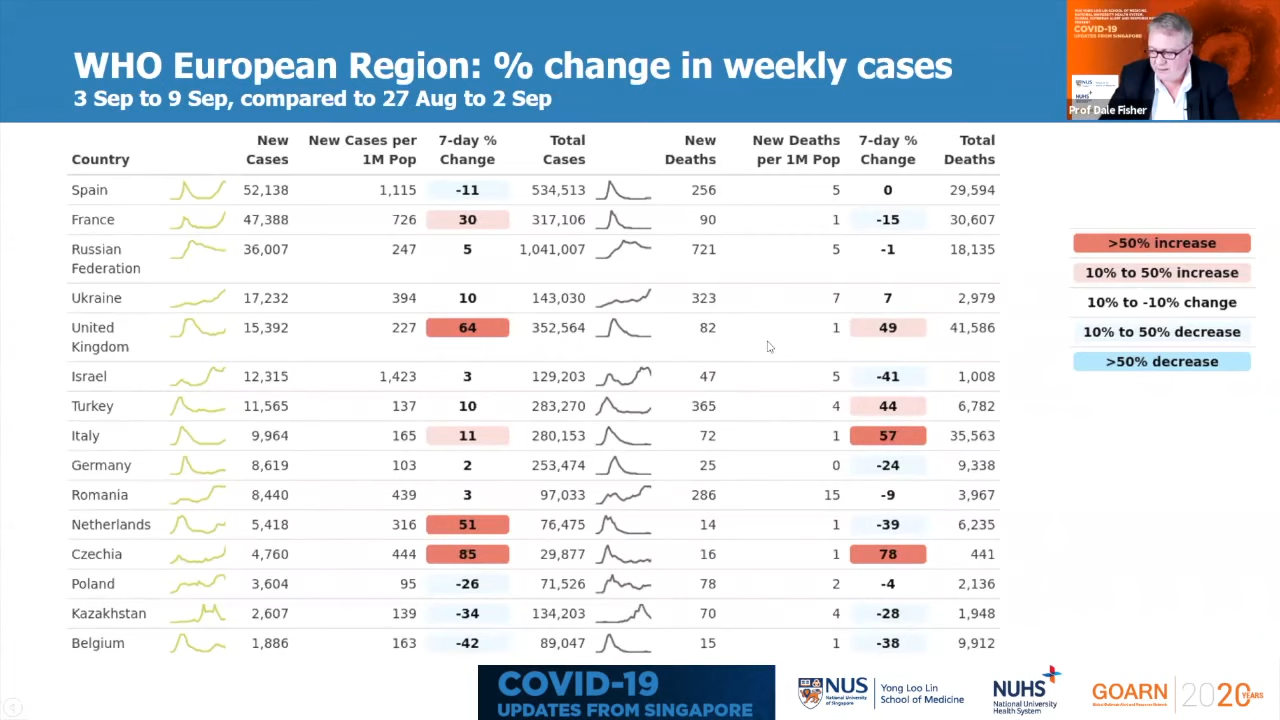 WHO European Region: % change in weekly cases
3 Sep to 9 Sep, compared to 27 Aug to 2 Sep
COVID-19
UPDATES FROM SINGAPORE
Prof Dale Fisher
Country New Cases New Cases per 1M Pop 7-day % Change Total Cases New Deaths New Deaths per 1M Pop 7-day % Change Total Deaths
Spain 52,138 1,115 -11 534,513 256 5 0 29,594
France 47,388 726 30 317,106 90 1 -15 30,607
Russian Federation 36,007 247 5 1,041,007 721 5 -1 18,135
Ukraine 17,232 394 10 143,030 323 7 7 2,979
United Kingdom 15,392 227 64 352,564 82 1 49 41,586
Israel 12,315 1,423 3 129,203 47 5 -41 1,008
Turkey 11,565 137 10 283,270 365 4 44 6,782
Italy 9,964 165 11 280,153 72 1 57 35,563
Germany 8,619 103 2 253,474 25 0 -24 9,338
Romania 8,440 439 3 97,033 286 15 -9 3,967
Netherlands 5,418 316 51 76,475 14 1 -39 6,235
Czechia 4,760 444 85 29,877 16 1 78 441
Poland 3,604 95 -26 71,526 78 2 -4 2,136
Kazakhstan 2,607 139 -34 134,203 70 4 -28 1,948
Belgium 1,886 163 -42 89,047 15 1 -38 9,912
>50% increase
10% to 50% increase
10% to -10% change
10% to 50% decrease
>50% decrease
COVID-19
UPDATES FROM SINGAPORE
NUS
National University
of Singapore
Yong Loo Lin
School of Medicine
NUHS
National University
Health System
GOARN
2020 YEARS